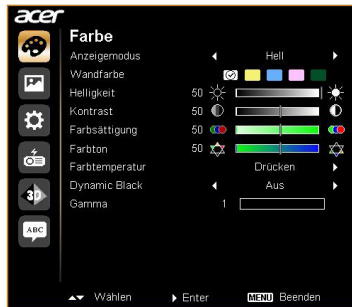 acer
Farbe
Anzeigemodus Hell
Wandfarbe
Helligkeit 50
Kontrast 50
Farbsättigung 50
Farbton 50
Farbtemperatur Drücken
Dynamic Black Aus
Gamma 1
3D
ABC
Wählen Enter MENU Beenden